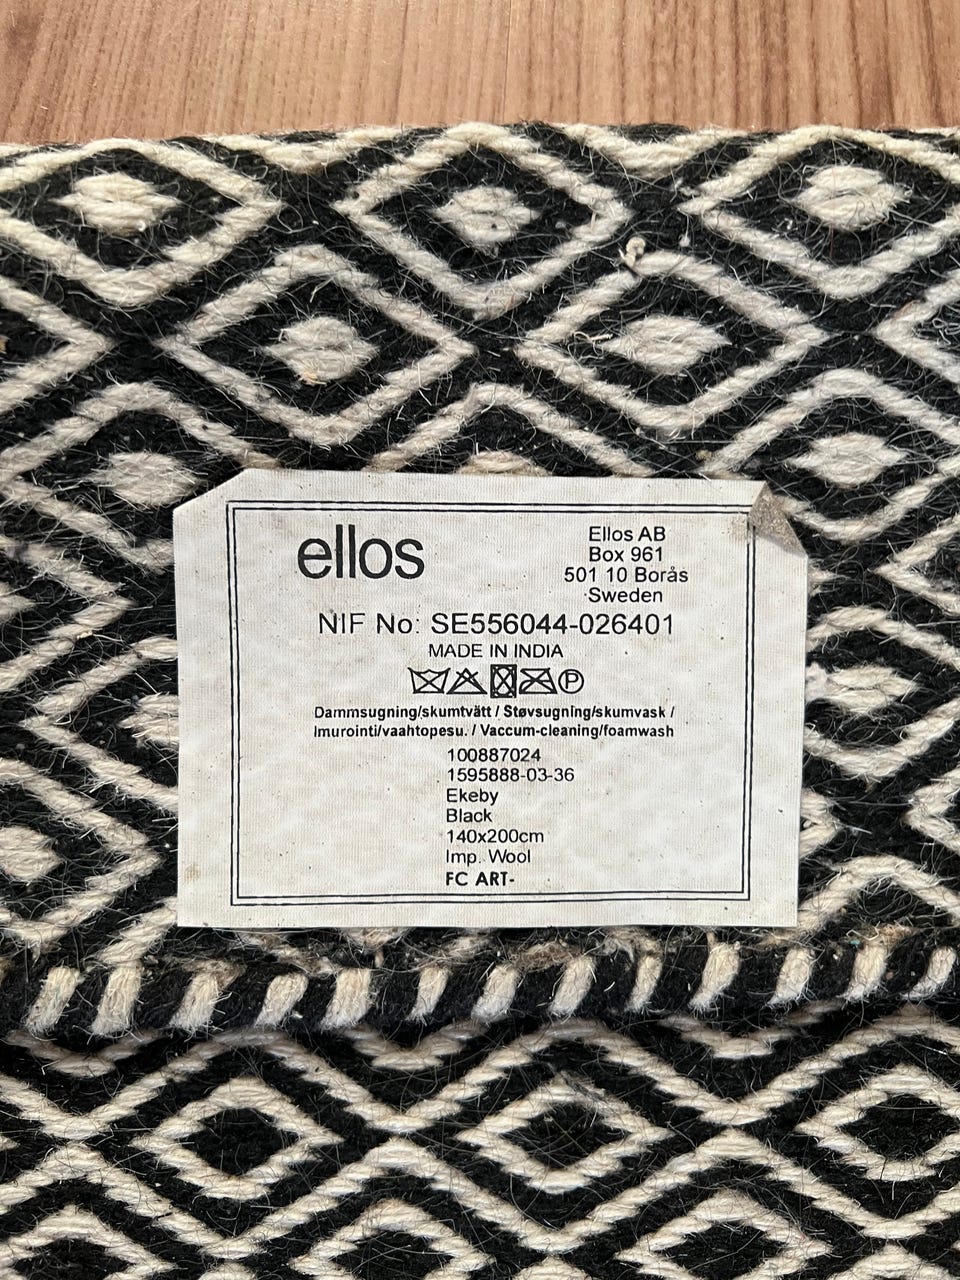 ellos
Ellos AB
Box 961
501 10 Borås
Sweden
NIF No: SE556044-026401
MADE IN INDIA
P
Dammsugning/skumtvätt / Støvsugning/skumvask /
Imurointi/vaahtopesu. / Vaccum-cleaning/foamwash
100887024
1595888-03-36
Ekeby
Black
140x200cm
Imp. Wool
FC ART-